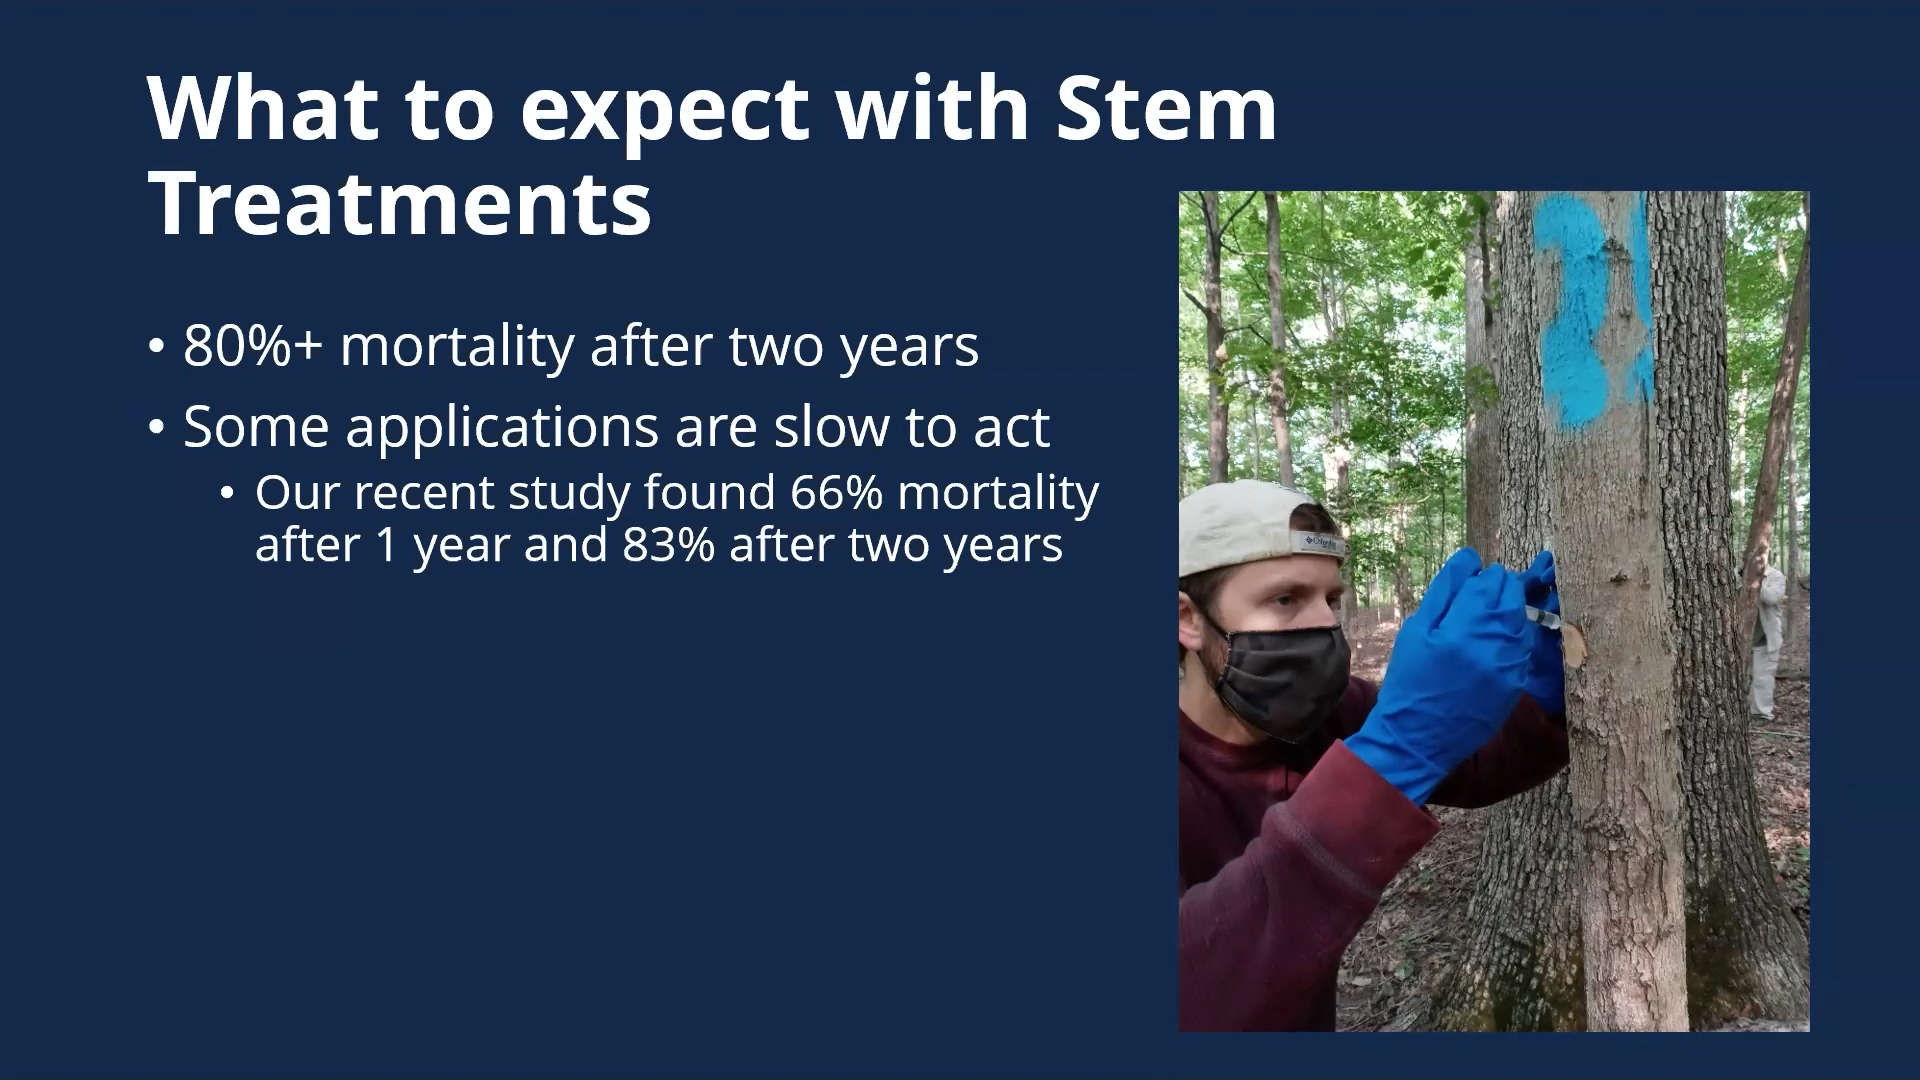 What to expect with Stem
Treatments
• 80%+ mortality after two years
• Some applications are slow to act
• Our recent study found 66% mortality
after 1 year and 83% after two years
Columbia